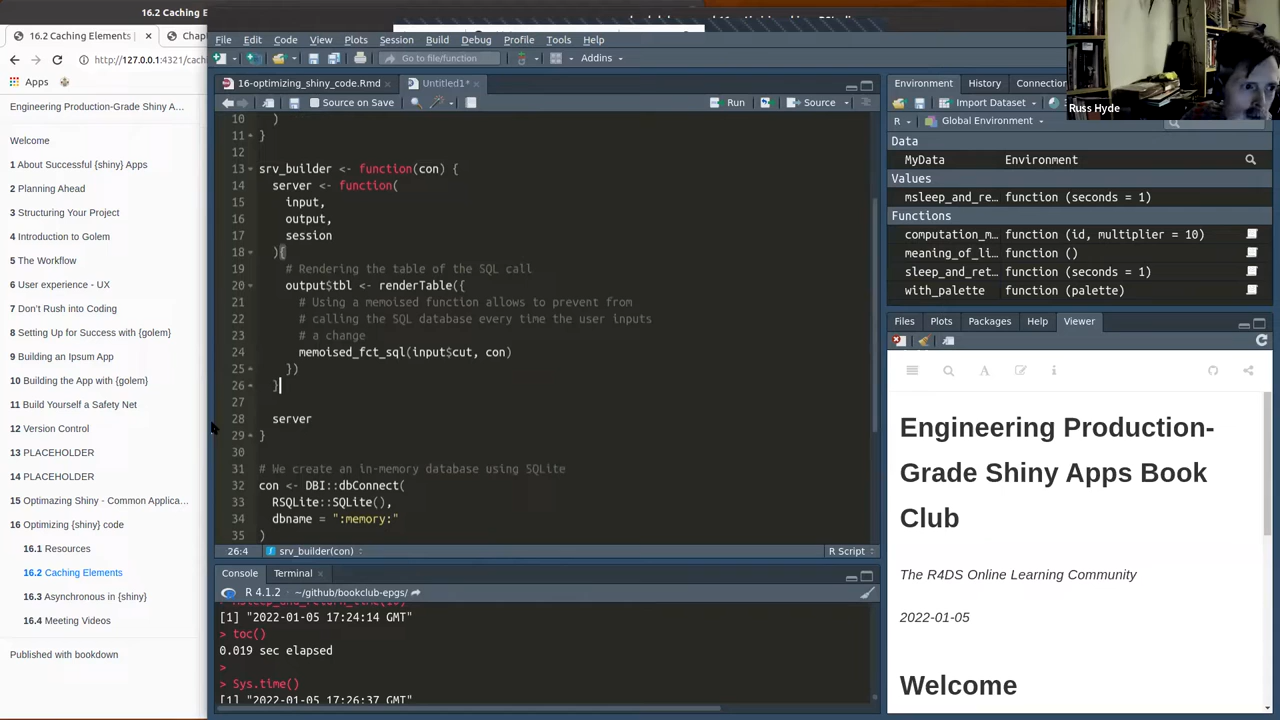 16.2 Caching Elements
16.2 Caching Elements |
Chap
http://127.0.0.1:4321/cach
Apps
Engineering Production-Grade Shiny A…
Welcome
1 About Successful {shiny} Apps
2 Planning Ahead
3 Structuring Your Project
4 Introduction to Golem
5 The Workflow
6 User experience - UX
7 Don't Rush into Coding
8 Setting Up for Success with {golem}
9 Building an Ipsum App
10 Building the App with {golem}
11 Build Yourself a Safety Net
12 Version Control
13 PLACEHOLDER
14 PLACEHOLDER
15 Optimazing Shiny - Common Applica…
16 Optimizing {shiny} code
16.1 Resources
16.2 Caching Elements
16.3 Asynchronous in {shiny}
16.4 Meeting Videos
Published with bookdown
File Edit Code View Plots Session Build Debug Profile Tools Help
Go to file/function
Addins
16-optimizing_shiny_code.Rmd
Untitled1*
Source on Save
Run
Source
10 )
11 }
12
13 srv_builder <- function(con) {
14 server <- function(
15 input,
16 output,
17 session
18 ){
19 # Rendering the table of the SQL call
20 output$tbl <- renderTable({
21 # Using a memoised function allows to prevent from
22 # calling the SQL database every time the user inputs
23 # a change
24 memoised_fct_sql(input$cut, con)
25 })
26 }
27
28 server
29 }
30
31 # We create an in-memory database using SQLite
32 con <- DBI::dbConnect(
33 RSQLite::SQLite(),
34 dbname = ":memory:"
35 )
26:4 srv_builder(con) R Script
Console Terminal
R 4.1.2 · ~/github/bookclub-epgs/
[1] "2022-01-05 17:24:14 GMT"
> toc()
0.019 sec elapsed
>
> Sys.time()
[1] "2022-01-05 17:26:37 GMT"
Environment History Connection
Import Dataset
R Global Environment
Data
MyData Environment
Values
msleep_and_re… function (seconds = 1)
Functions
computation_m… function (id, multiplier = 10)
meaning_of_li… function ()
sleep_and_ret… function (seconds = 1)
with_palette function (palette)
Files Plots Packages Help Viewer
Engineering Production-
Grade Shiny Apps Book
Club
The R4DS Online Learning Community
2022-01-05
Welcome
Russ Hyde